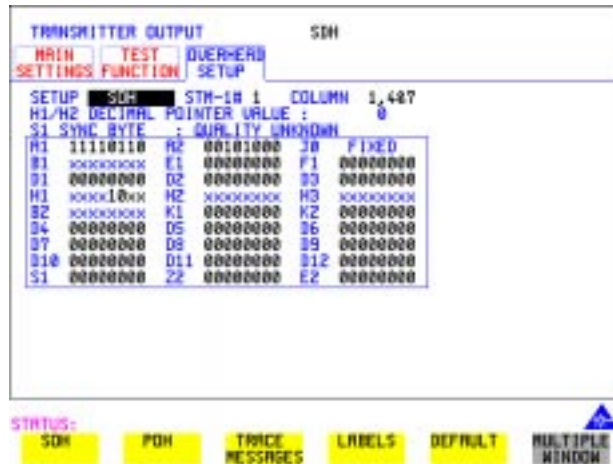 TRANSMITTER OUTPUT SDH
MAIN SETTINGS TEST FUNCTION OVERHEAD SETUP
SETUP SOH STM-1# 1 COLUMN 1,487
H1/H2 DECIMAL POINTER VALUE : 0
S1 SYNC BYTE : QUALITY UNKNOWN
A1 11110110 A2 00101000 J0 FIXED
B1 xxxxxxxx E1 00000000 F1 00000000
D1 00000000 D2 00000000 D3 00000000
H1 xxxx10xx H2 xxxxxxxx H3 xxxxxxxx
B2 xxxxxxxx K1 00000000 K2 00000000
D4 00000000 D5 00000000 D6 00000000
D7 00000000 D8 00000000 D9 00000000
D10 00000000 D11 00000000 D12 00000000
S1 00000000 Z2 00000000 E2 00000000
STATUS:
SOH POH TRACE MESSAGES LABELS DEFAULT MULTIPLE WINDOW